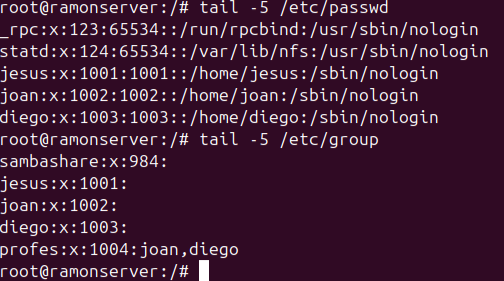 root@ramonserver:/# tail -5 /etc/passwd
_rpc:x:123:65534::/run/rpcbind:/usr/sbin/nologin
statd:x:124:65534::/var/lib/nfs:/usr/sbin/nologin
jesus:x:1001:1001::/home/jesus:/sbin/nologin
joan:x:1002:1002::/home/joan:/sbin/nologin
diego:x:1003:1003::/home/diego:/sbin/nologin
root@ramonserver:/# tail -5 /etc/group
sambashare:x:984:
jesus:x:1001:
joan:x:1002:
diego:x:1003:
profes:x:1004:joan,diego
root@ramonserver:/#